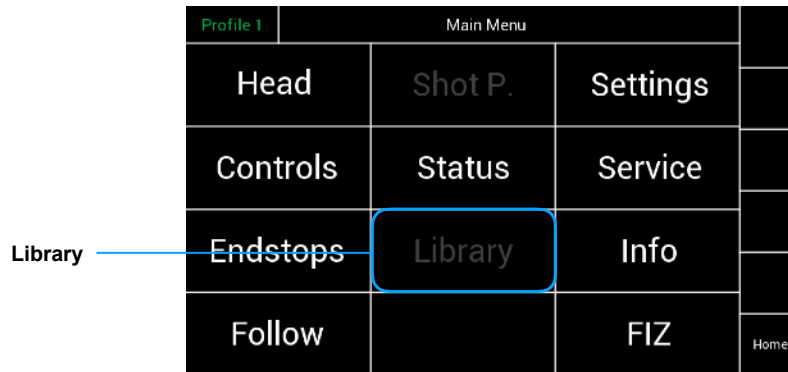 Profile 1 Main Menu
Head Shot P. Settings
Controls Status Service
Library Endstops Library Info
Follow FIZ Home